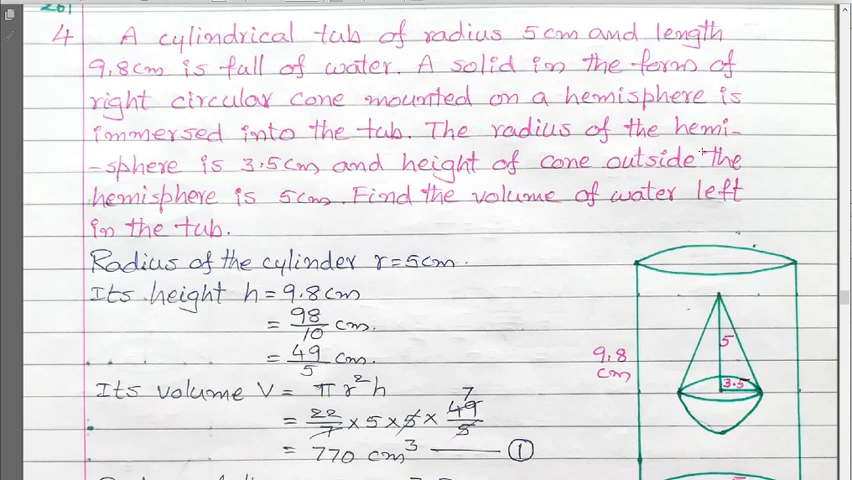 201
4 A cylindrical tub of radius 5cm and length
9.8cm is full of water. A solid in the form of
right circular cone mounted on a hemisphere is
immersed into the tub. The radius of the hemi-
-sphere is 3.5cm and height of cone outside the
hemisphere is 5cm. Find the volume of water left
in the tub.
Radius of the cylinder r=5cm.
Its height h=9.8cm
= 98/10 cm.
= 49/5 cm.
Its volume V = πr²h
= 22/7 × 5 × 5 × 49/5 7
= 770 cm³ ——— ①
9.8
cm
5
3.5